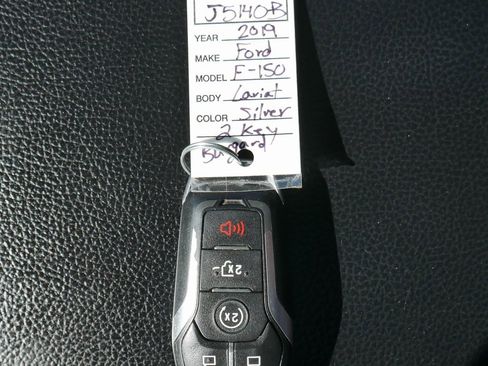 J5140B
YEAR 2019
MAKE Ford
MODEL F-150
BODY Lariat
COLOR Silver
2 Key
2x
2x